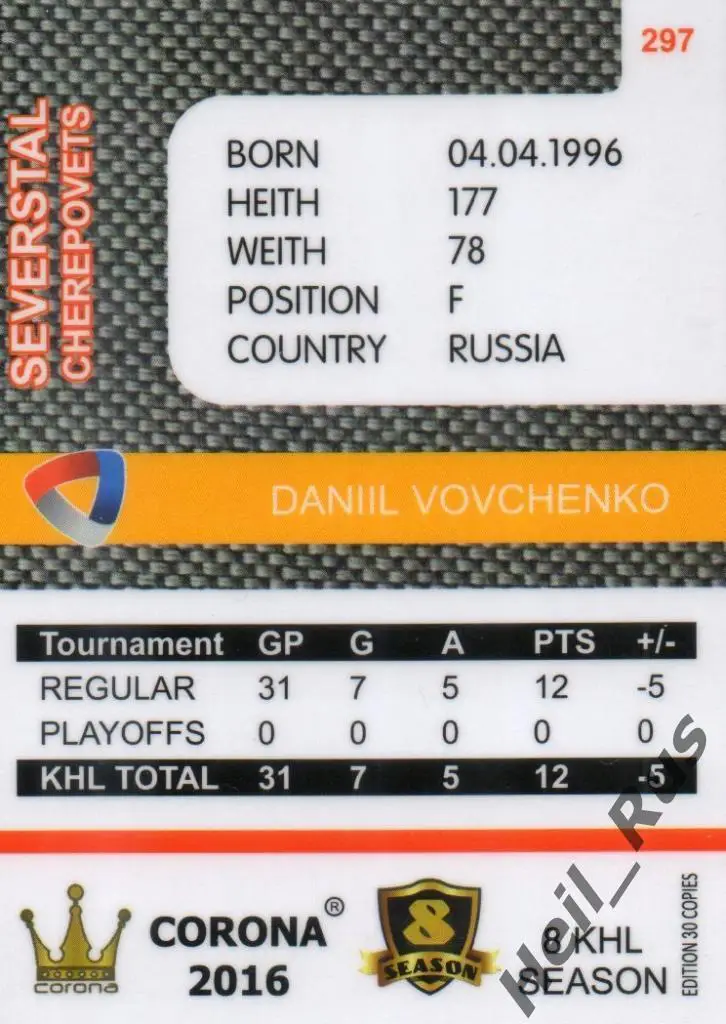 297
SEVERSTAL
CHEREPOVETS
BORN 04.04.1996
HEITH 177
WEITH 78
POSITION F
COUNTRY RUSSIA
DANIIL VOVCHENKO
Tournament GP G A PTS +/-
REGULAR 31 7 5 12 -5
PLAYOFFS 0 0 0 0 0
KHL TOTAL 31 7 5 12 -5
corona
CORONA ®
2016
8
SEASON
8 KHL
SEASON
EDITION 30 COPIES
Heil_Rus